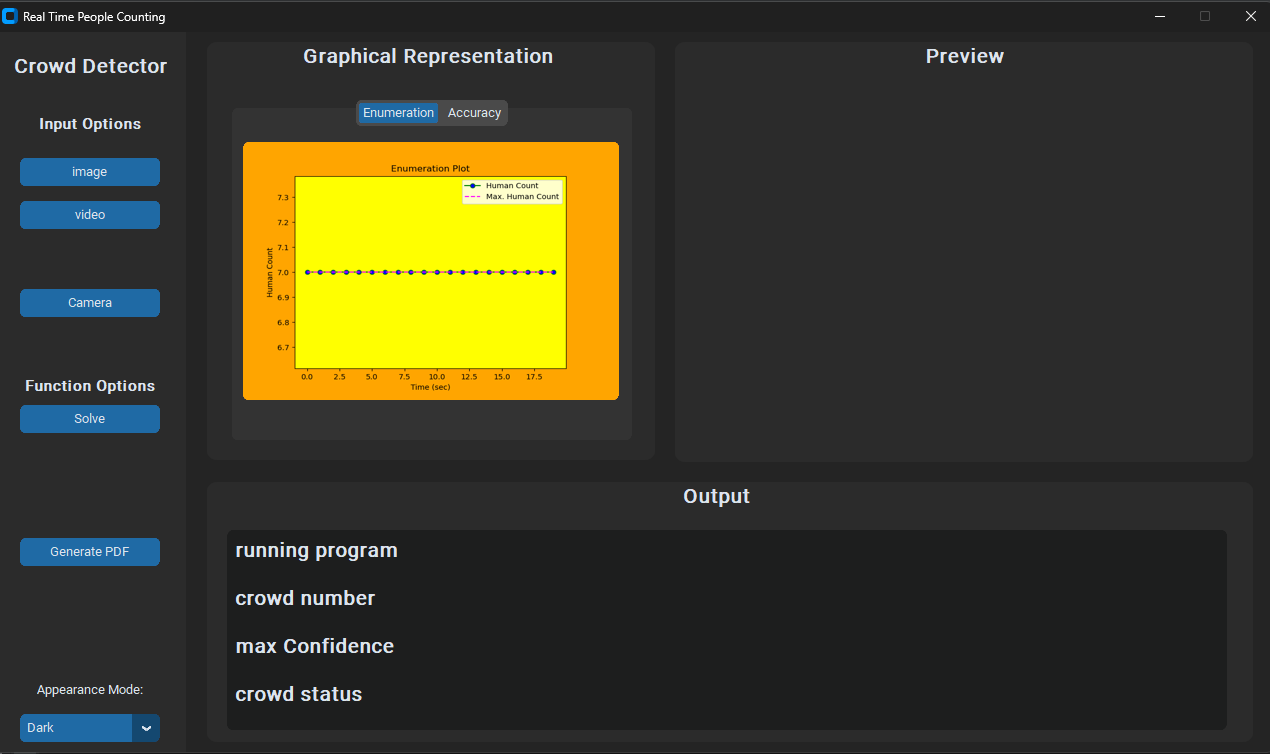 Real Time People Counting
Crowd Detector
Input Options
image
video
Camera
Function Options
Solve
Generate PDF
Appearance Mode:
Dark
Graphical Representation
Enumeration Accuracy
Enumeration Plot
Human Count
Max. Human Count
Human Count
7.3
7.2
7.1
7.0
6.9
6.8
6.7
0.0 2.5 5.0 7.5 10.0 12.5 15.0 17.5
Time (sec)
Preview
Output
running program
crowd number
max Confidence
crowd status